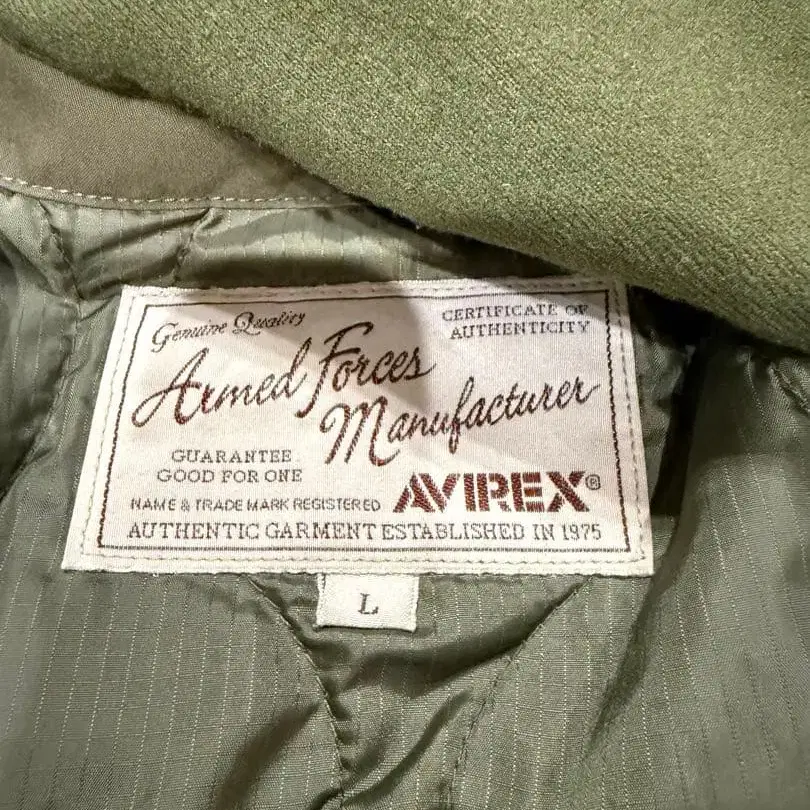 Genuine Quality
CERTIFICATE OF
AUTHENTICITY
Armed Forces
Manufacturer
GUARANTEE
GOOD FOR ONE
NAME & TRADE MARK REGISTERED
AVIREX®
AUTHENTIC GARMENT ESTABLISHED IN 1975
L